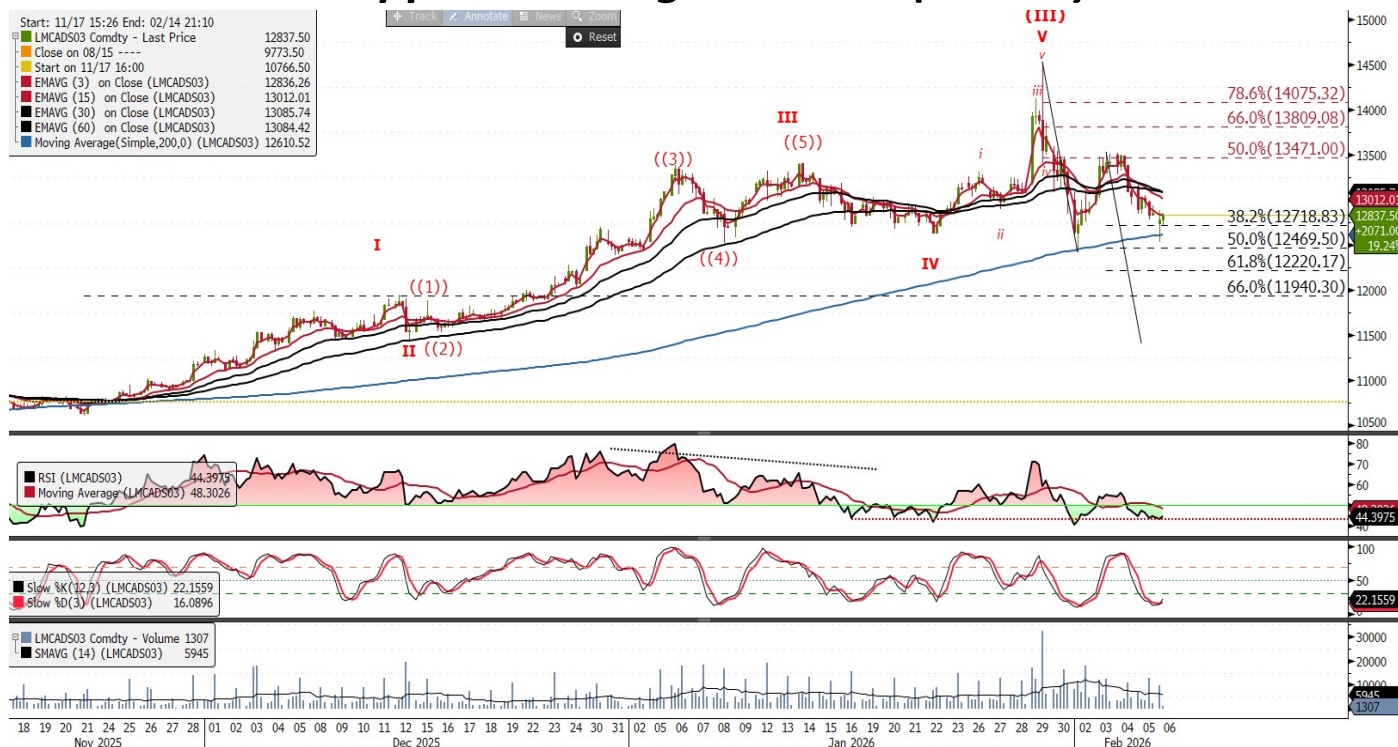 Start: 11/17 15:26 End: 02/14 21:10
LMCADS03 Comdty - Last Price 12837.50
Close on 08/15 ---- 9773.50
Start on 11/17 16:00 10766.50
EMAVG (3) on Close (LMCADS03) 12836.26
EMAVG (15) on Close (LMCADS03) 13012.01
EMAVG (30) on Close (LMCADS03) 13085.74
EMAVG (60) on Close (LMCADS03) 13084.42
Moving Average(Simple,200,0) (LMCADS03) 12610.52
Track Annotate News Zoom
Reset
(III)
V
v
iii
iv
i
ii
III
((5))
((3))
((4))
IV
I
((1))
II ((2))
78.6%(14075.32)
66.0%(13809.08)
50.0%(13471.00)
38.2%(12718.83)
50.0%(12469.50)
61.8%(12220.17)
66.0%(11940.30)
15000
14500
14000
13500
13012.01
12837.50
+2071.00
19.24%
12000
11500
11000
10500
RSI (LMCADS03) 44.3975
Moving Average (LMCADS03) 48.3026
80
70
60
44.3975
40
Slow %K(12,3) (LMCADS03) 22.1559
Slow %D(3) (LMCADS03) 16.0896
100
50
22.1559
0
LMCADS03 Comdty - Volume 1307
SMAVG (14) (LMCADS03) 5945
30000
20000
10000
5945
1307
18 19 20 21 24 25 26 27 28 01 02 03 04 05 08 09 10 11 12 15 16 17 18 19 22 23 24 29 30 31 02 05 06 07 08 09 12 13 14 15 16 19 20 21 22 23 26 27 28 29 30 02 03 04 05 06
Nov 2025 Dec 2025 Jan 2026 Feb 2026